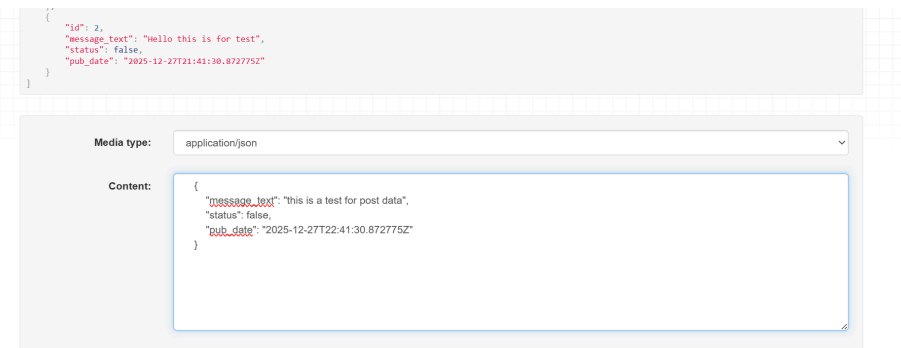 {
"id": 2,
"message_text": "Hello this is for test",
"status": false,
"pub_date": "2025-12-27T21:41:30.872775Z"
}
]
Media type:
application/json
Content:
{
"message_text": "this is a test for post data",
"status": false,
"pub_date": "2025-12-27T22:41:30.872775Z"
}